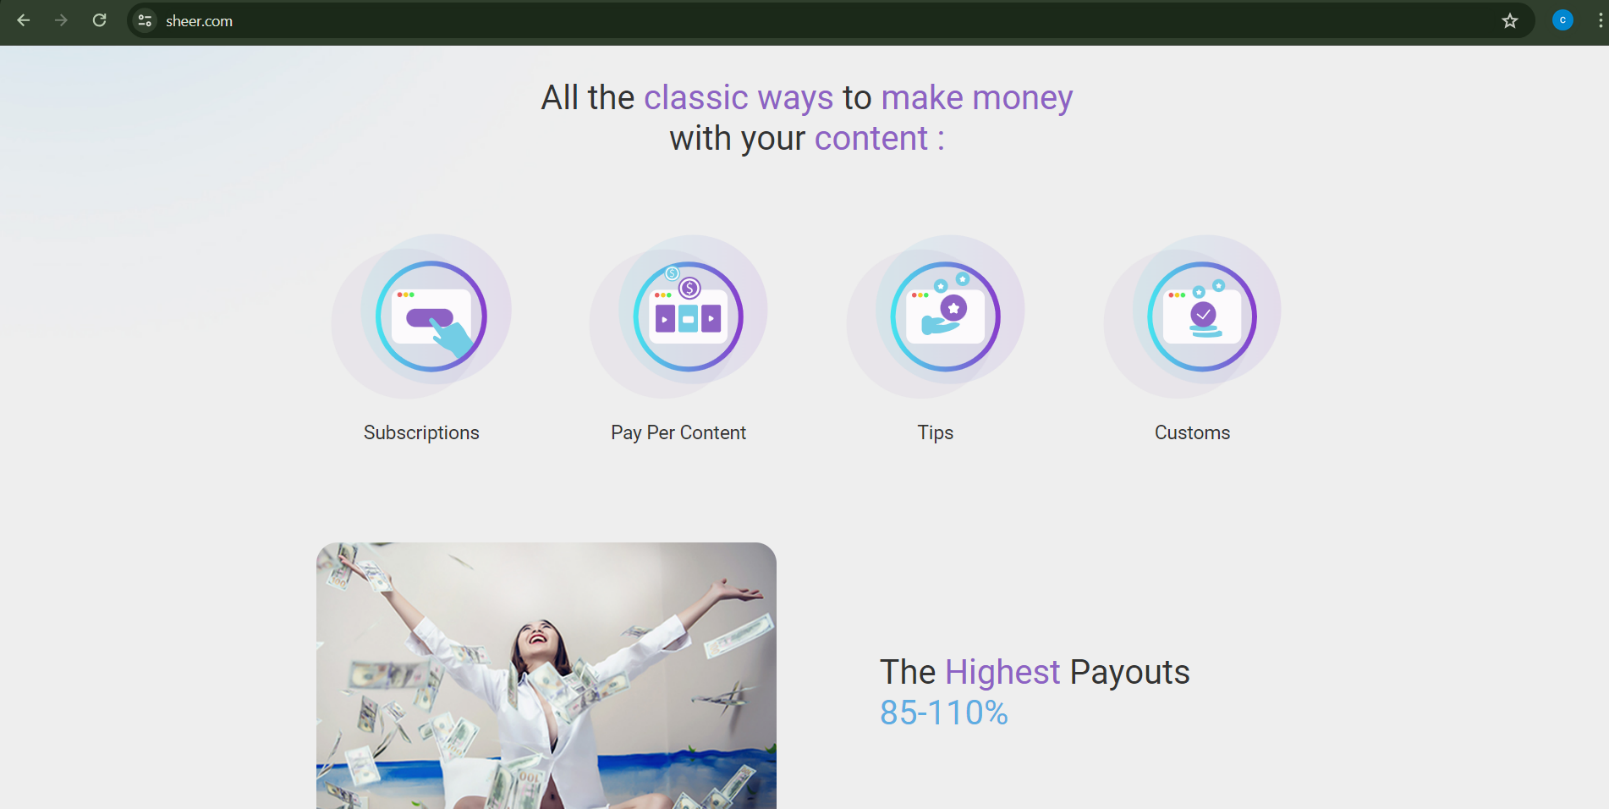 sheer.com
C
All the classic ways to make money
with your content :
Subscriptions
Pay Per Content
Tips
Customs
The Highest Payouts
85-110%